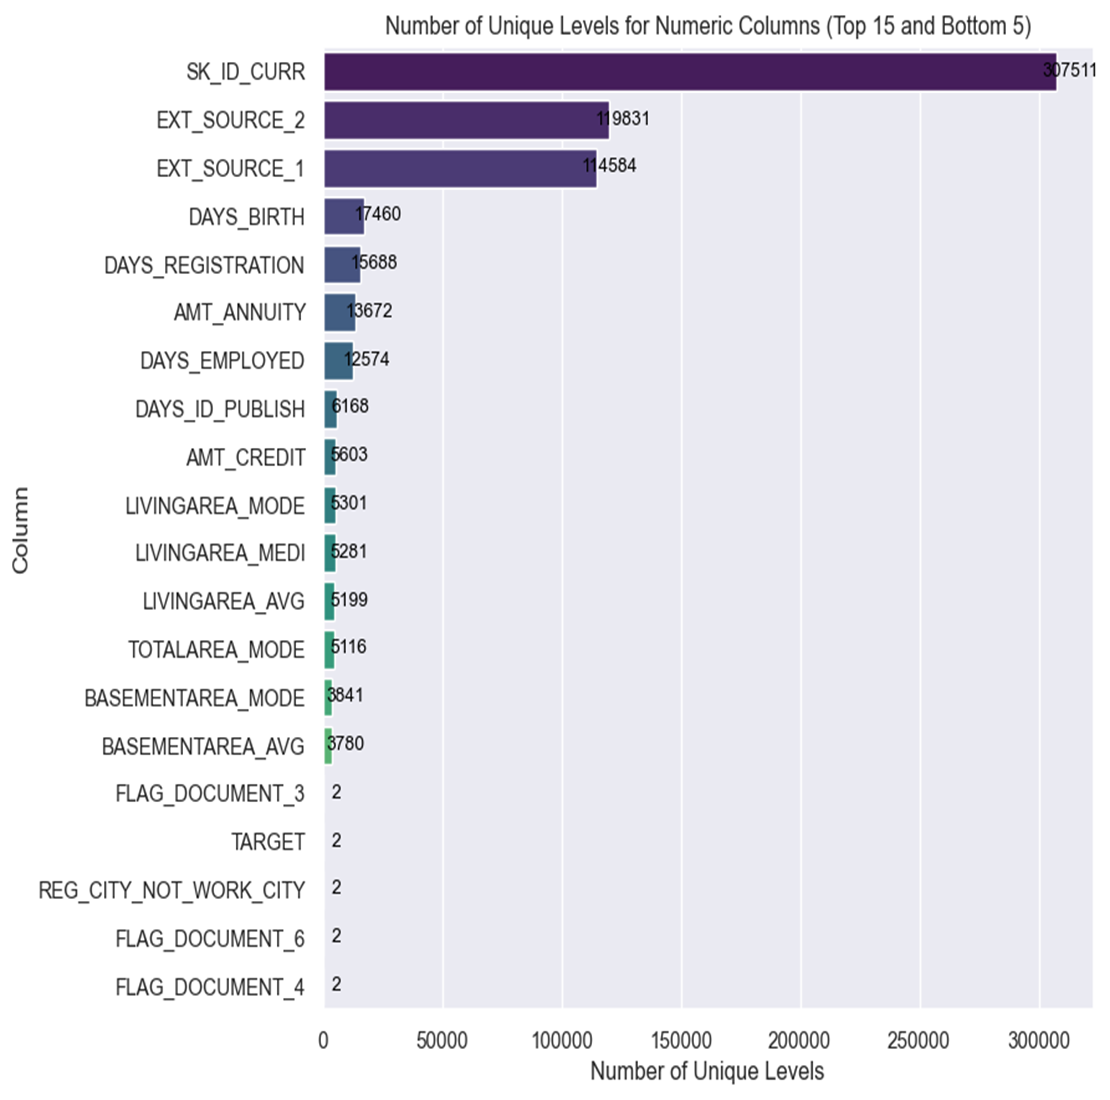 Number of Unique Levels for Numeric Columns (Top 15 and Bottom 5)
SK_ID_CURR 307511
EXT_SOURCE_2 119831
EXT_SOURCE_1 114584
DAYS_BIRTH 17460
DAYS_REGISTRATION 15688
AMT_ANNUITY 13672
DAYS_EMPLOYED 12574
DAYS_ID_PUBLISH 6168
AMT_CREDIT 5603
LIVINGAREA_MODE 5301
LIVINGAREA_MEDI 5281
LIVINGAREA_AVG 5199
TOTALAREA_MODE 5116
BASEMENTAREA_MODE 3841
BASEMENTAREA_AVG 3780
FLAG_DOCUMENT_3 2
TARGET 2
REG_CITY_NOT_WORK_CITY 2
FLAG_DOCUMENT_6 2
FLAG_DOCUMENT_4 2
Column
0 50000 100000 150000 200000 250000 300000
Number of Unique Levels